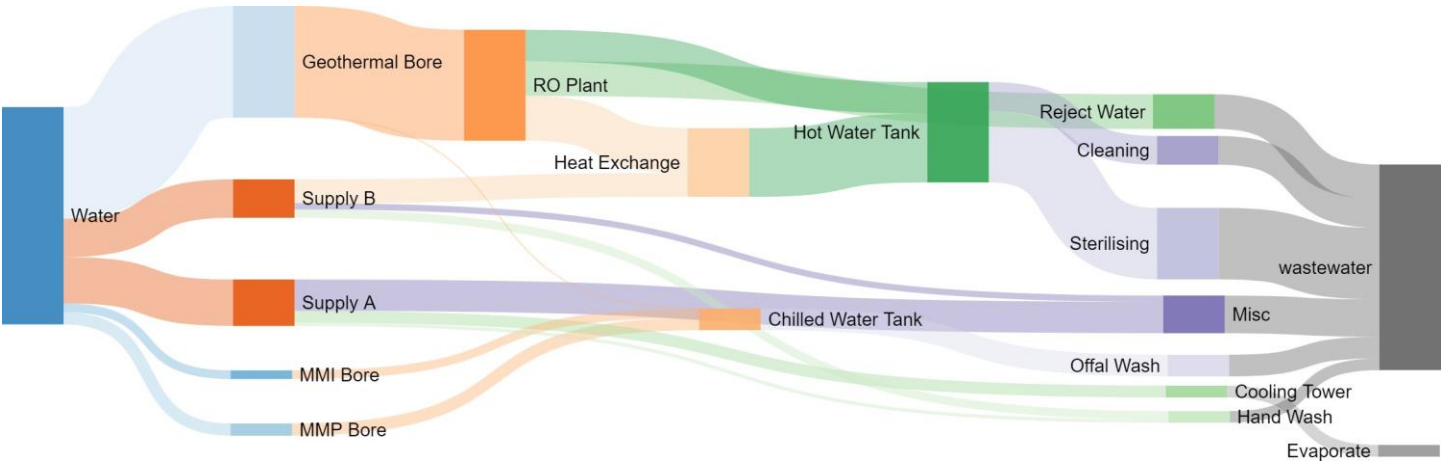 Water
Geothermal Bore
Supply B
Supply A
MMI Bore
MMP Bore
RO Plant
Heat Exchange
Chilled Water Tank
Hot Water Tank
Reject Water
Cleaning
Sterilising
Misc
Offal Wash
Cooling Tower
Hand Wash
wastewater
Evaporate